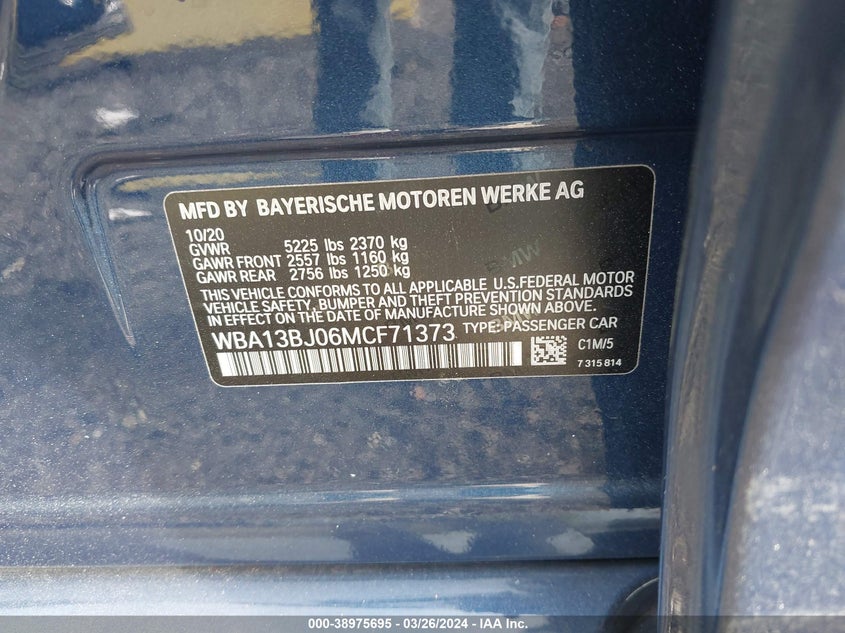 MFD BY BAYERISCHE MOTOREN WERKE AG
10/20
GVWR 5225 lbs 2370 kg
GAWR FRONT 2557 lbs 1160 kg
GAWR REAR 2756 lbs 1250 kg
THIS VEHICLE CONFORMS TO ALL APPLICABLE U.S.FEDERAL MOTOR
VEHICLE SAFETY, BUMPER AND THEFT PREVENTION STANDARDS
IN EFFECT ON THE DATE OF MANUFACTURE SHOWN ABOVE.
WBA13BJ06MCF71373 TYPE: PASSENGER CAR
C1M/5
7 315 814
000-38975695 - 03/26/2024 - IAA Inc.